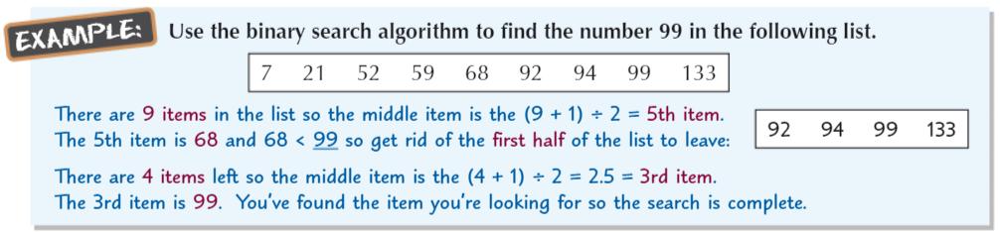 EXAMPLE: Use the binary search algorithm to find the number 99 in the following list.
7 21 52 59 68 92 94 99 133
There are 9 items in the list so the middle item is the (9 + 1) ÷ 2 = 5th item.
The 5th item is 68 and 68 < 99 so get rid of the first half of the list to leave:
92 94 99 133
There are 4 items left so the middle item is the (4 + 1) ÷ 2 = 2.5 = 3rd item.
The 3rd item is 99. You've found the item you're looking for so the search is complete.